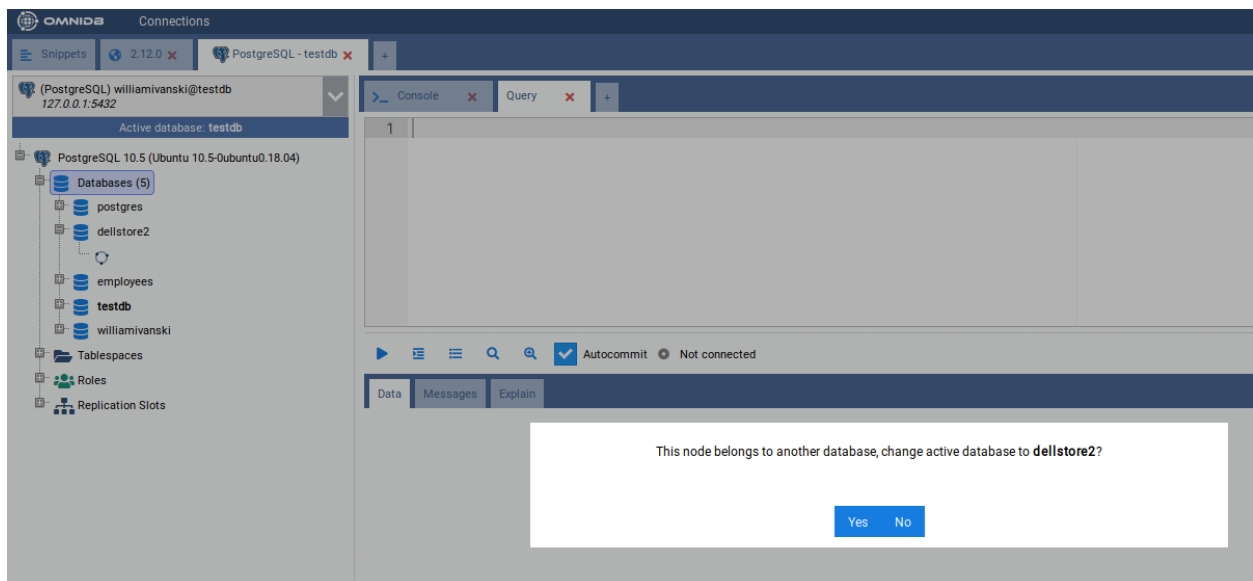 OMNIDB Connections
Snippets 2.12.0 PostgreSQL - testdb +
(PostgreSQL) williamivanski@testdb
127.0.0.1:5432
Active database: testdb
PostgreSQL 10.5 (Ubuntu 10.5-0ubuntu0.18.04)
Databases (5)
postgres
dellstore2
employees
testdb
williamivanski
Tablespaces
Roles
Replication Slots
>_ Console Query +
1
Autocommit Not connected
Data Messages Explain
This node belongs to another database, change active database to dellstore2?
Yes No